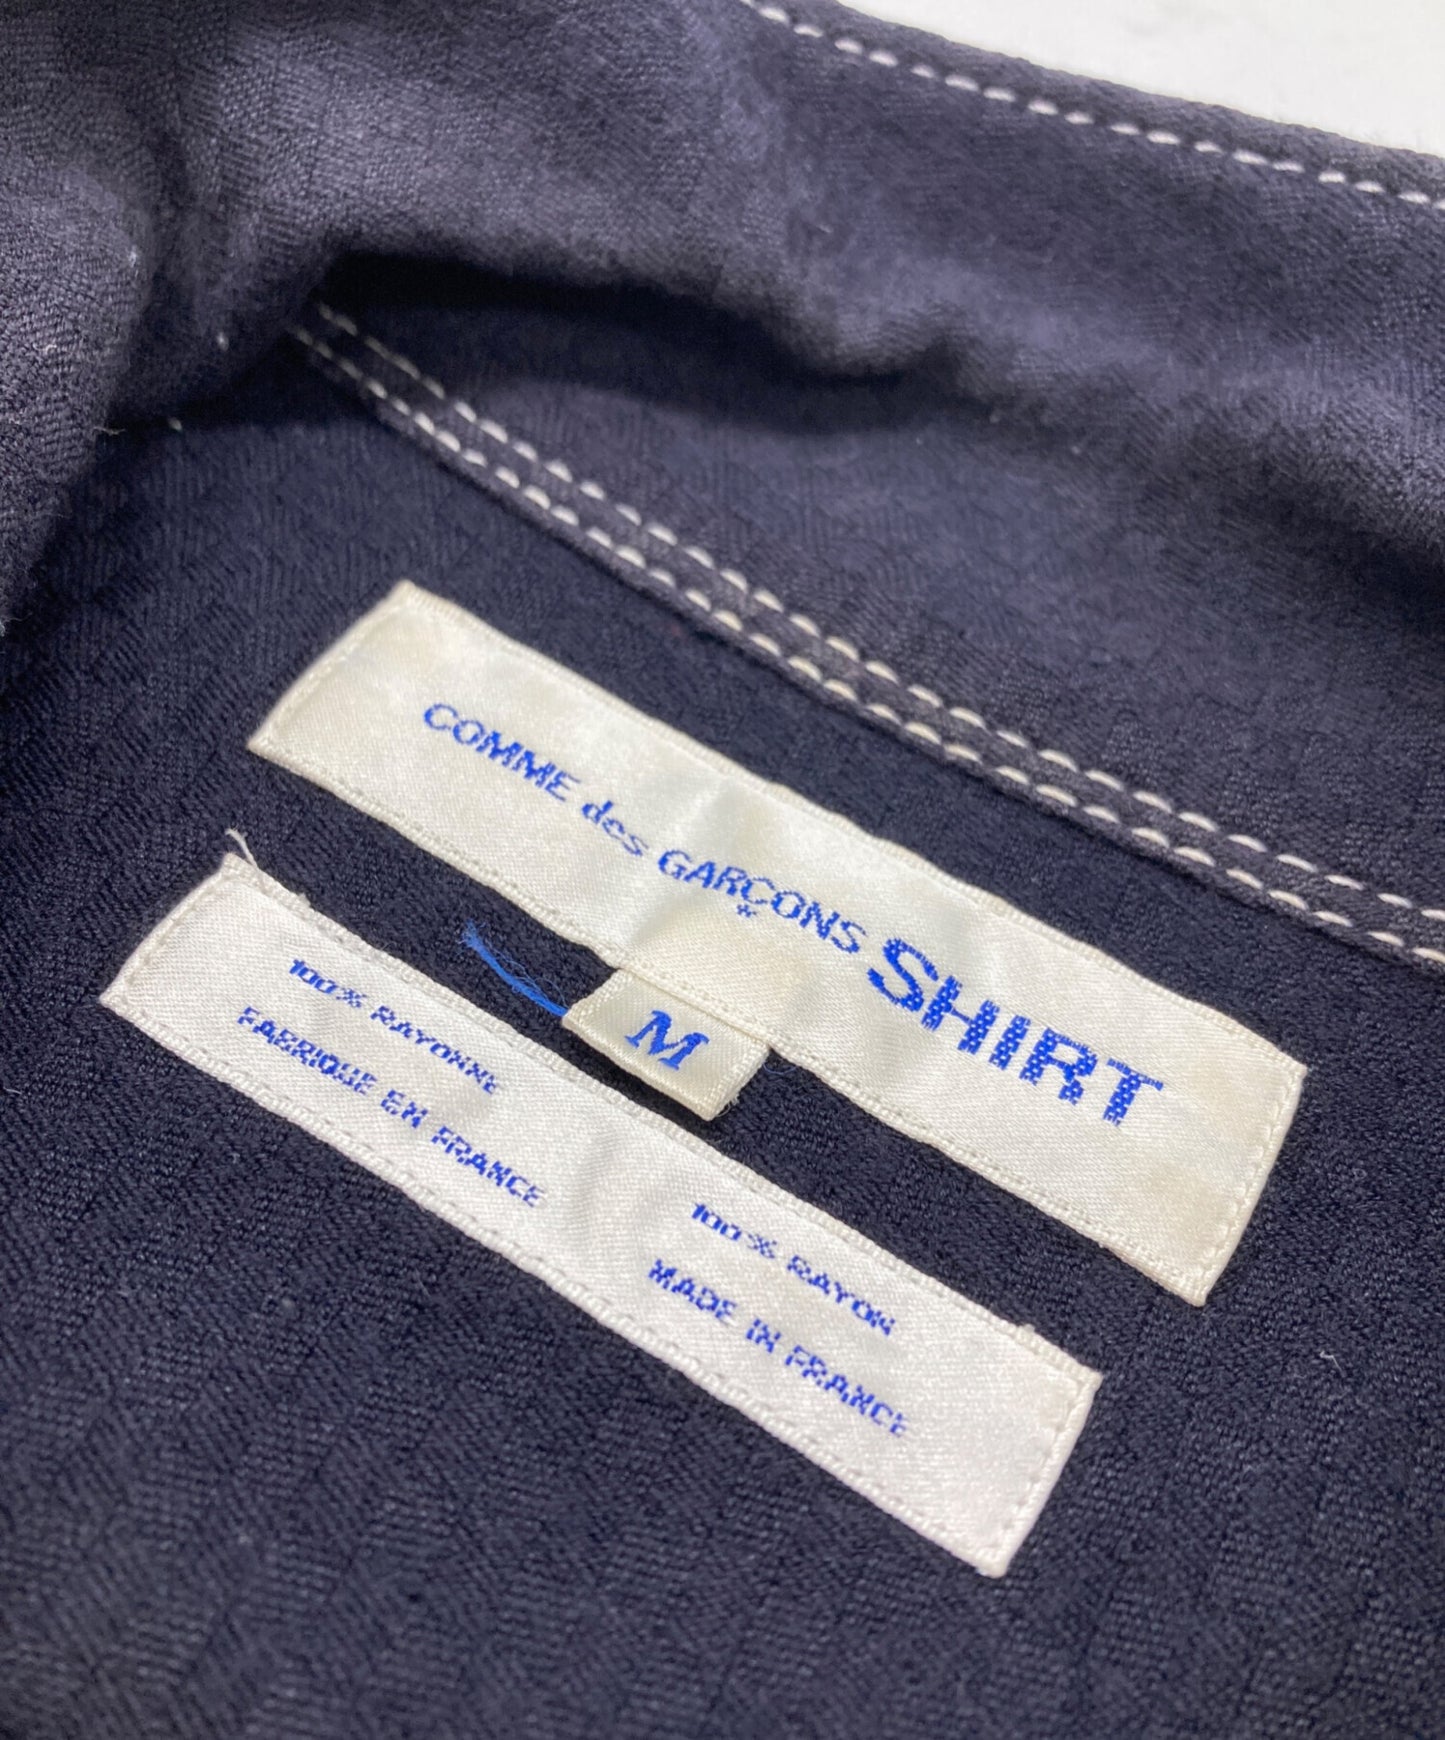 COMME des GARÇONS SHIRT
M
100% RAYONNE
FABRIQUE EN FRANCE
100% RAYON
MADE IN FRANCE